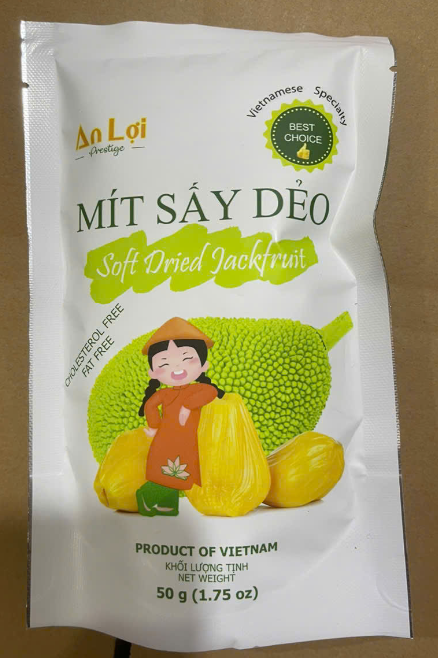 An Lợi
Prestige
Vietnamese Specialty
BEST
CHOICE
MÍT SẤY DẺO
Soft Dried Jackfruit
CHOLESTEROL FREE
FAT FREE
PRODUCT OF VIETNAM
KHỐI LƯỢNG TỊNH
NET WEIGHT
50 g (1.75 oz)